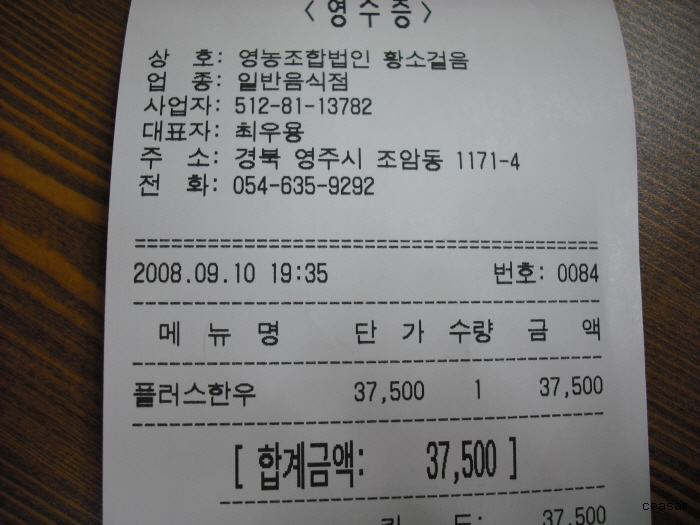 < 영 수 증 >
상 호: 영농조합법인 황소걸음
업 종: 일반음식점
사업자: 512-81-13782
대표자: 최우용
주 소: 경북 영주시 조암동 1171-4
전 화: 054-635-9292
========================================
2008.09.10 19:35 번호: 0084
----------------------------------------
메 뉴 명 단 가 수량 금 액
----------------------------------------
플러스한우 37,500 1 37,500
----------------------------------------
[ 합계금액: 37,500 ]
----------------------------------------
카 드: 37,500
ceasar